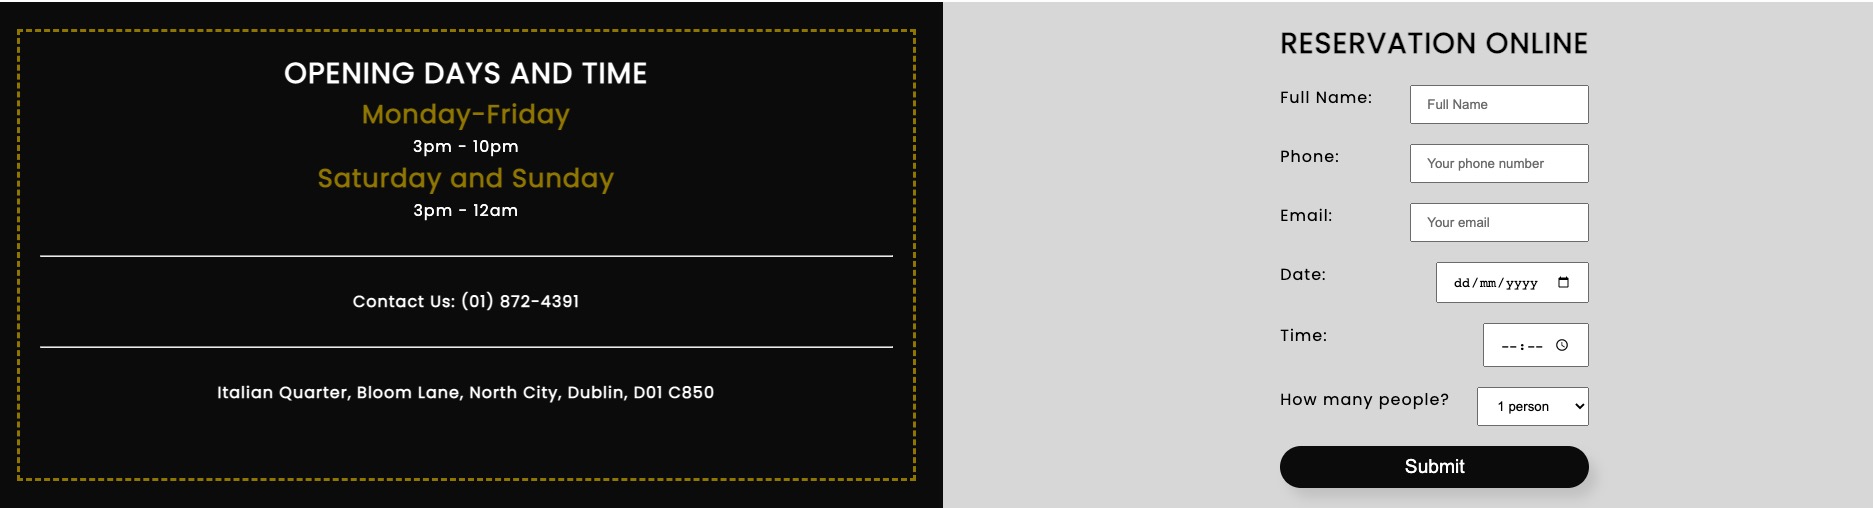 OPENING DAYS AND TIME
Monday-Friday
3pm - 10pm
Saturday and Sunday
3pm - 12am
Contact Us: (01) 872-4391
Italian Quarter, Bloom Lane, North City, Dublin, D01 C850
RESERVATION ONLINE
Full Name: Full Name
Phone: Your phone number
Email: Your email
Date: dd/mm/yyyy
Time: --:--
How many people? 1 person
Submit